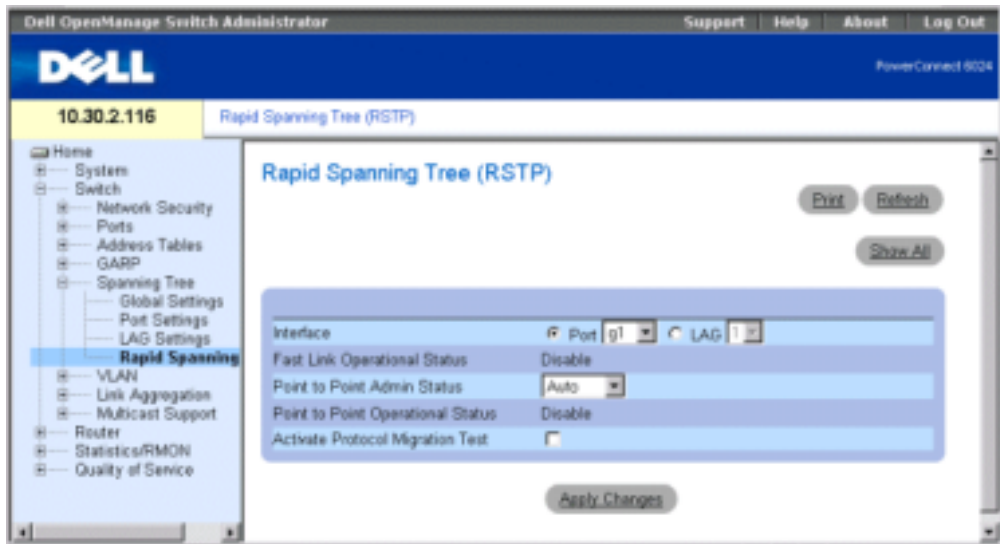 Dell OpenManage Switch Administrator Support Help About Log Out
DELL
PowerConnect 6024
10.30.2.116 Rapid Spanning Tree (RSTP)
Home
System
Switch
Network Security
Ports
Address Tables
GARP
Spanning Tree
Global Settings
Port Settings
LAG Settings
Rapid Spanning
VLAN
Link Aggregation
Multicast Support
Router
Statistics/RMON
Quality of Service
Rapid Spanning Tree (RSTP)
Print Refresh
Show All
Interface Port g1 LAG 1
Fast Link Operational Status Disable
Point to Point Admin Status Auto
Point to Point Operational Status Disable
Activate Protocol Migration Test
Apply Changes